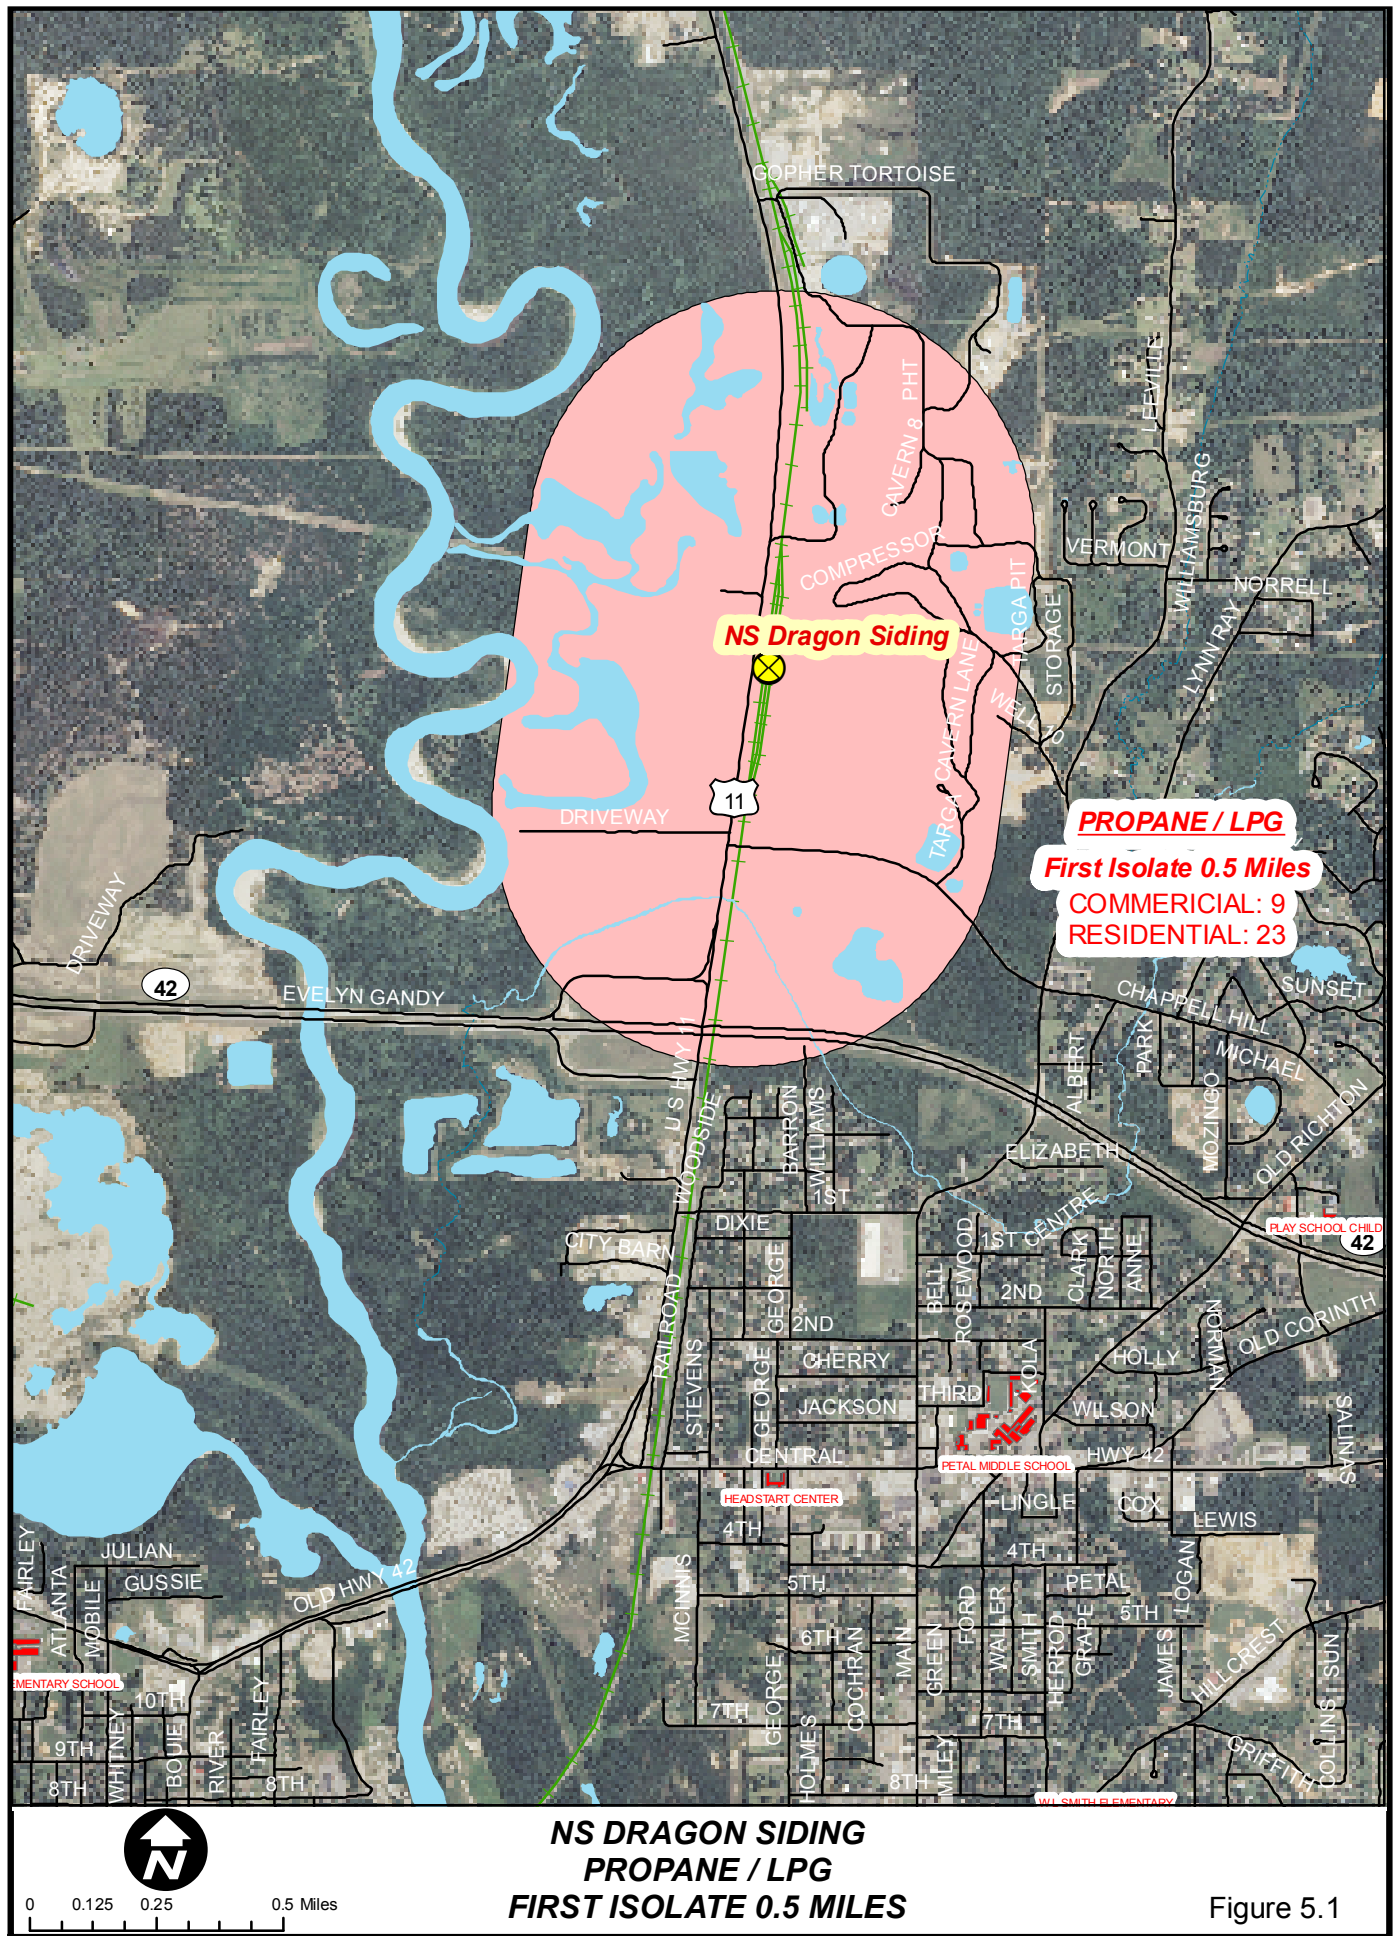 GOPHER TORTOISE
LEEVILLE
CAVERN 8
PHT
WILLIAMSBURG
COMPRESSOR
VERMONT
NORRELL
TARGA PIT
STORAGE
LYNN RAY
NS Dragon Siding
CAVERN LANE
WELL 15
TARGA
11
DRIVEWAY
PROPANE / LPG
First Isolate 0.5 Miles
COMMERICIAL: 9
RESIDENTIAL: 23
DRIVEWAY
42
EVELYN GANDY
SUNSET
CHAPPELL HILL
MICHAEL
PARK
ALBERT
MOZINGO
OLD RICHTON
U S HWY 11
WOODSIDE
BARRON
WILLIAMS
ELIZABETH
1ST
CENTRE
DIXIE
CITY BARN
PLAY SCHOOL CHILD
42
1ST
GEORGE
BELL
ROSEWOOD
2ND
CLARK
NORTH
ANNE
RAILROAD
2ND
NORMAN
OLD CORINTH
STEVENS
GEORGE
CHERRY
KOLA
HOLLY
THIRD
JACKSON
WILSON
SALINAS
CENTRAL
HWY 42
PETAL MIDDLE SCHOOL
HEADSTART CENTER
LINGLE
COX
LEWIS
4TH
4TH
FAIRLEY
JULIAN
GUSSIE
ATLANTA
MOBILE
OLD HWY 42
MCINNIS
5TH
PETAL
5TH
LOGAN
6TH
COCHRAN
MAIN
GREEN
FORD
WALER
SMITH
HERROD
GRAPE
JAMES
HILLCREST
SUN
EMENTARY SCHOOL
10TH
FAIRLEY
GEORGE
7TH
7TH
COLLINS
9TH
WHITNEY
BOUIE
RIVER
8TH
8TH
HOLMES
8TH
MILEY
GRIFFITH
W L SMITH ELEMENTARY
N
0 0.125 0.25 0.5 Miles
NS DRAGON SIDING
PROPANE / LPG
FIRST ISOLATE 0.5 MILES
Figure 5.1